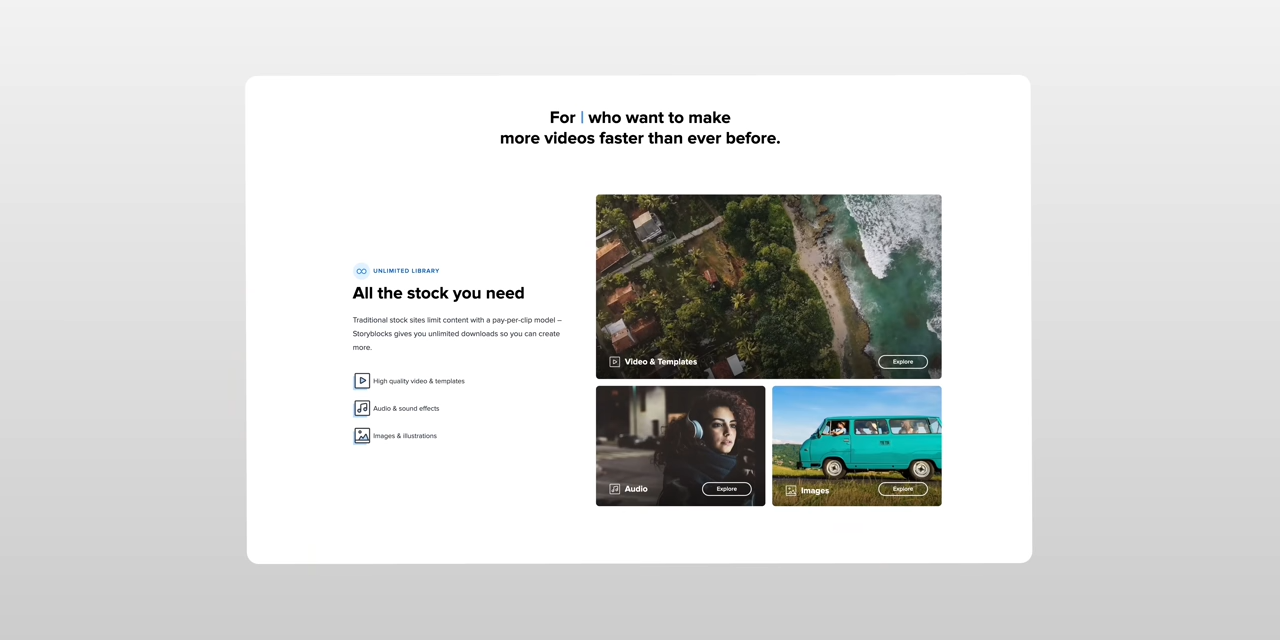 For | who want to make
more videos faster than ever before.
UNLIMITED LIBRARY
All the stock you need
Traditional stock sites limit content with a pay-per-clip model –
Storyblocks gives you unlimited downloads so you can create
more.
High quality video & templates
Audio & sound effects
Images & illustrations
Video & Templates
Explore
Audio
Explore
Images
Explore